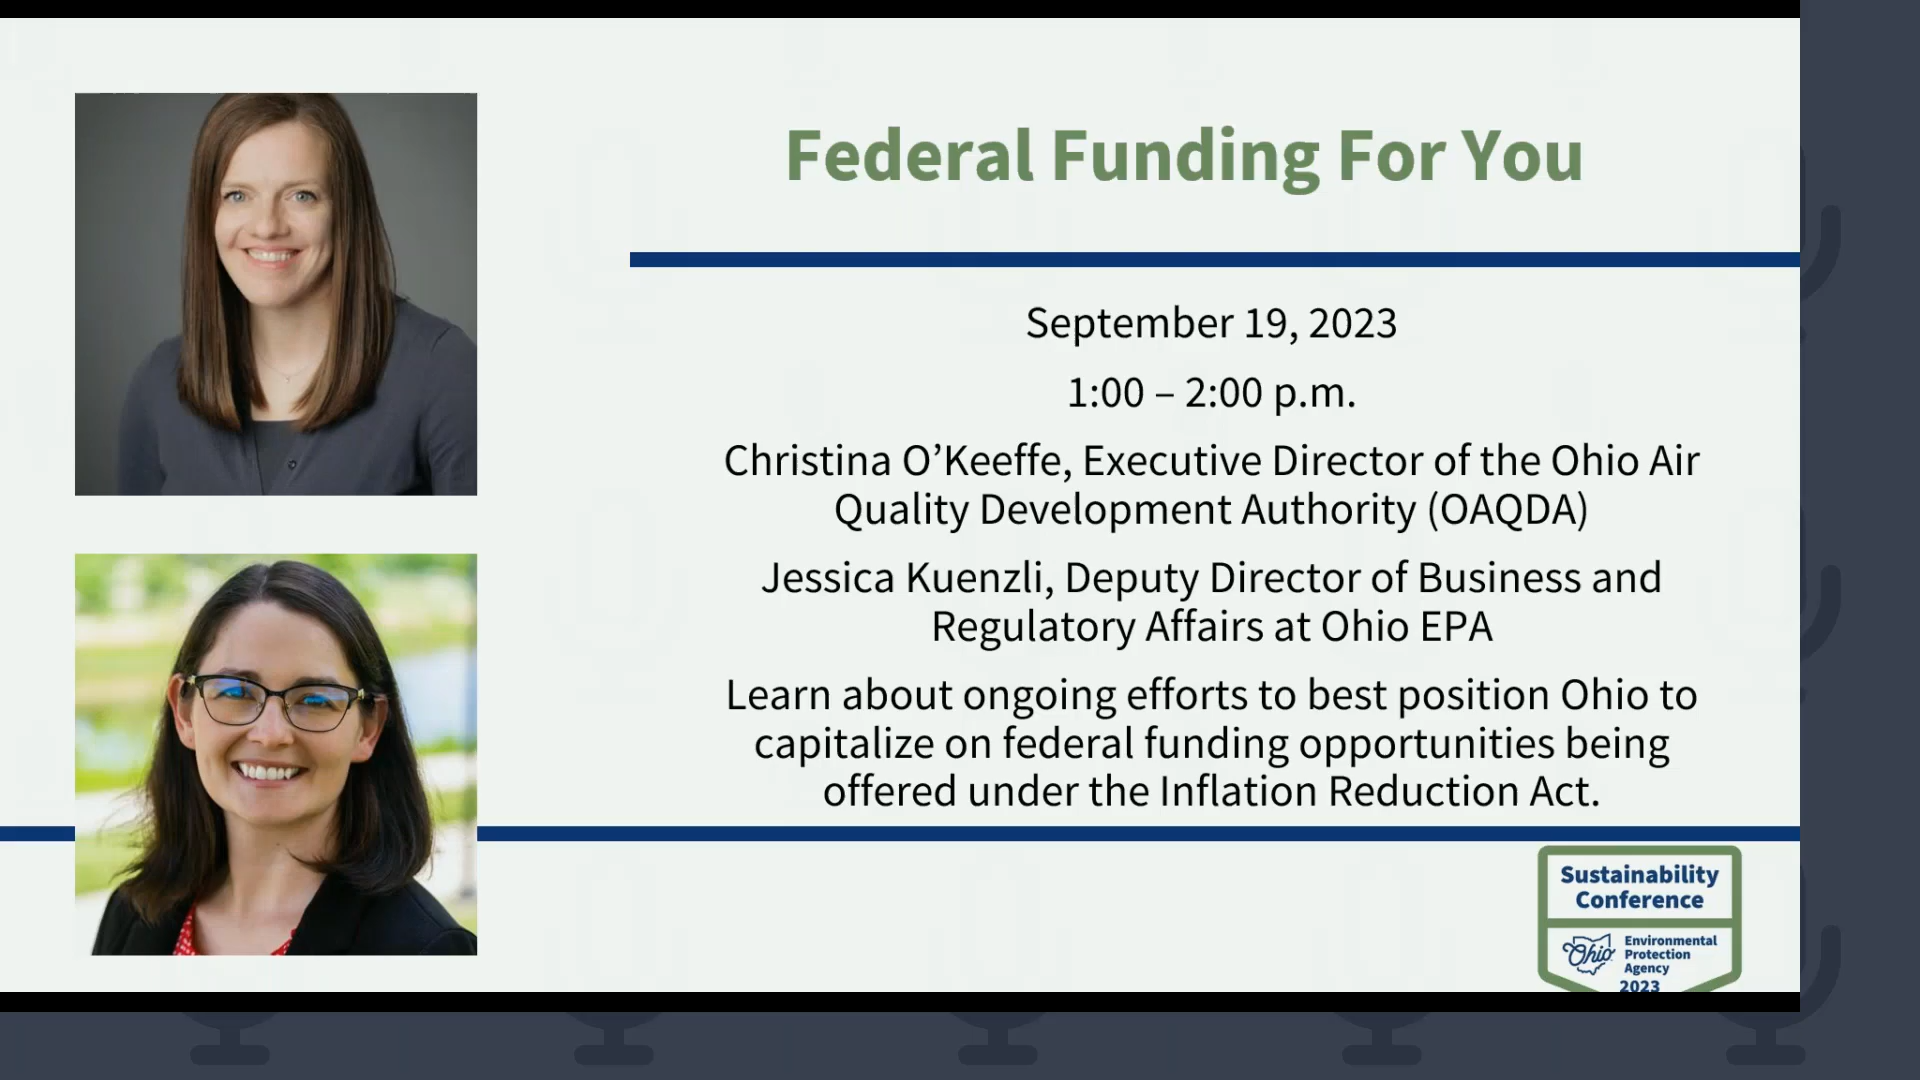 Federal Funding For You
September 19, 2023
1:00 – 2:00 p.m.
Christina O’Keeffe, Executive Director of the Ohio Air
Quality Development Authority (OAQDA)
Jessica Kuenzli, Deputy Director of Business and
Regulatory Affairs at Ohio EPA
Learn about ongoing efforts to best position Ohio to
capitalize on federal funding opportunities being
offered under the Inflation Reduction Act.
Sustainability
Conference
Ohio
Environmental
Protection
Agency
2023